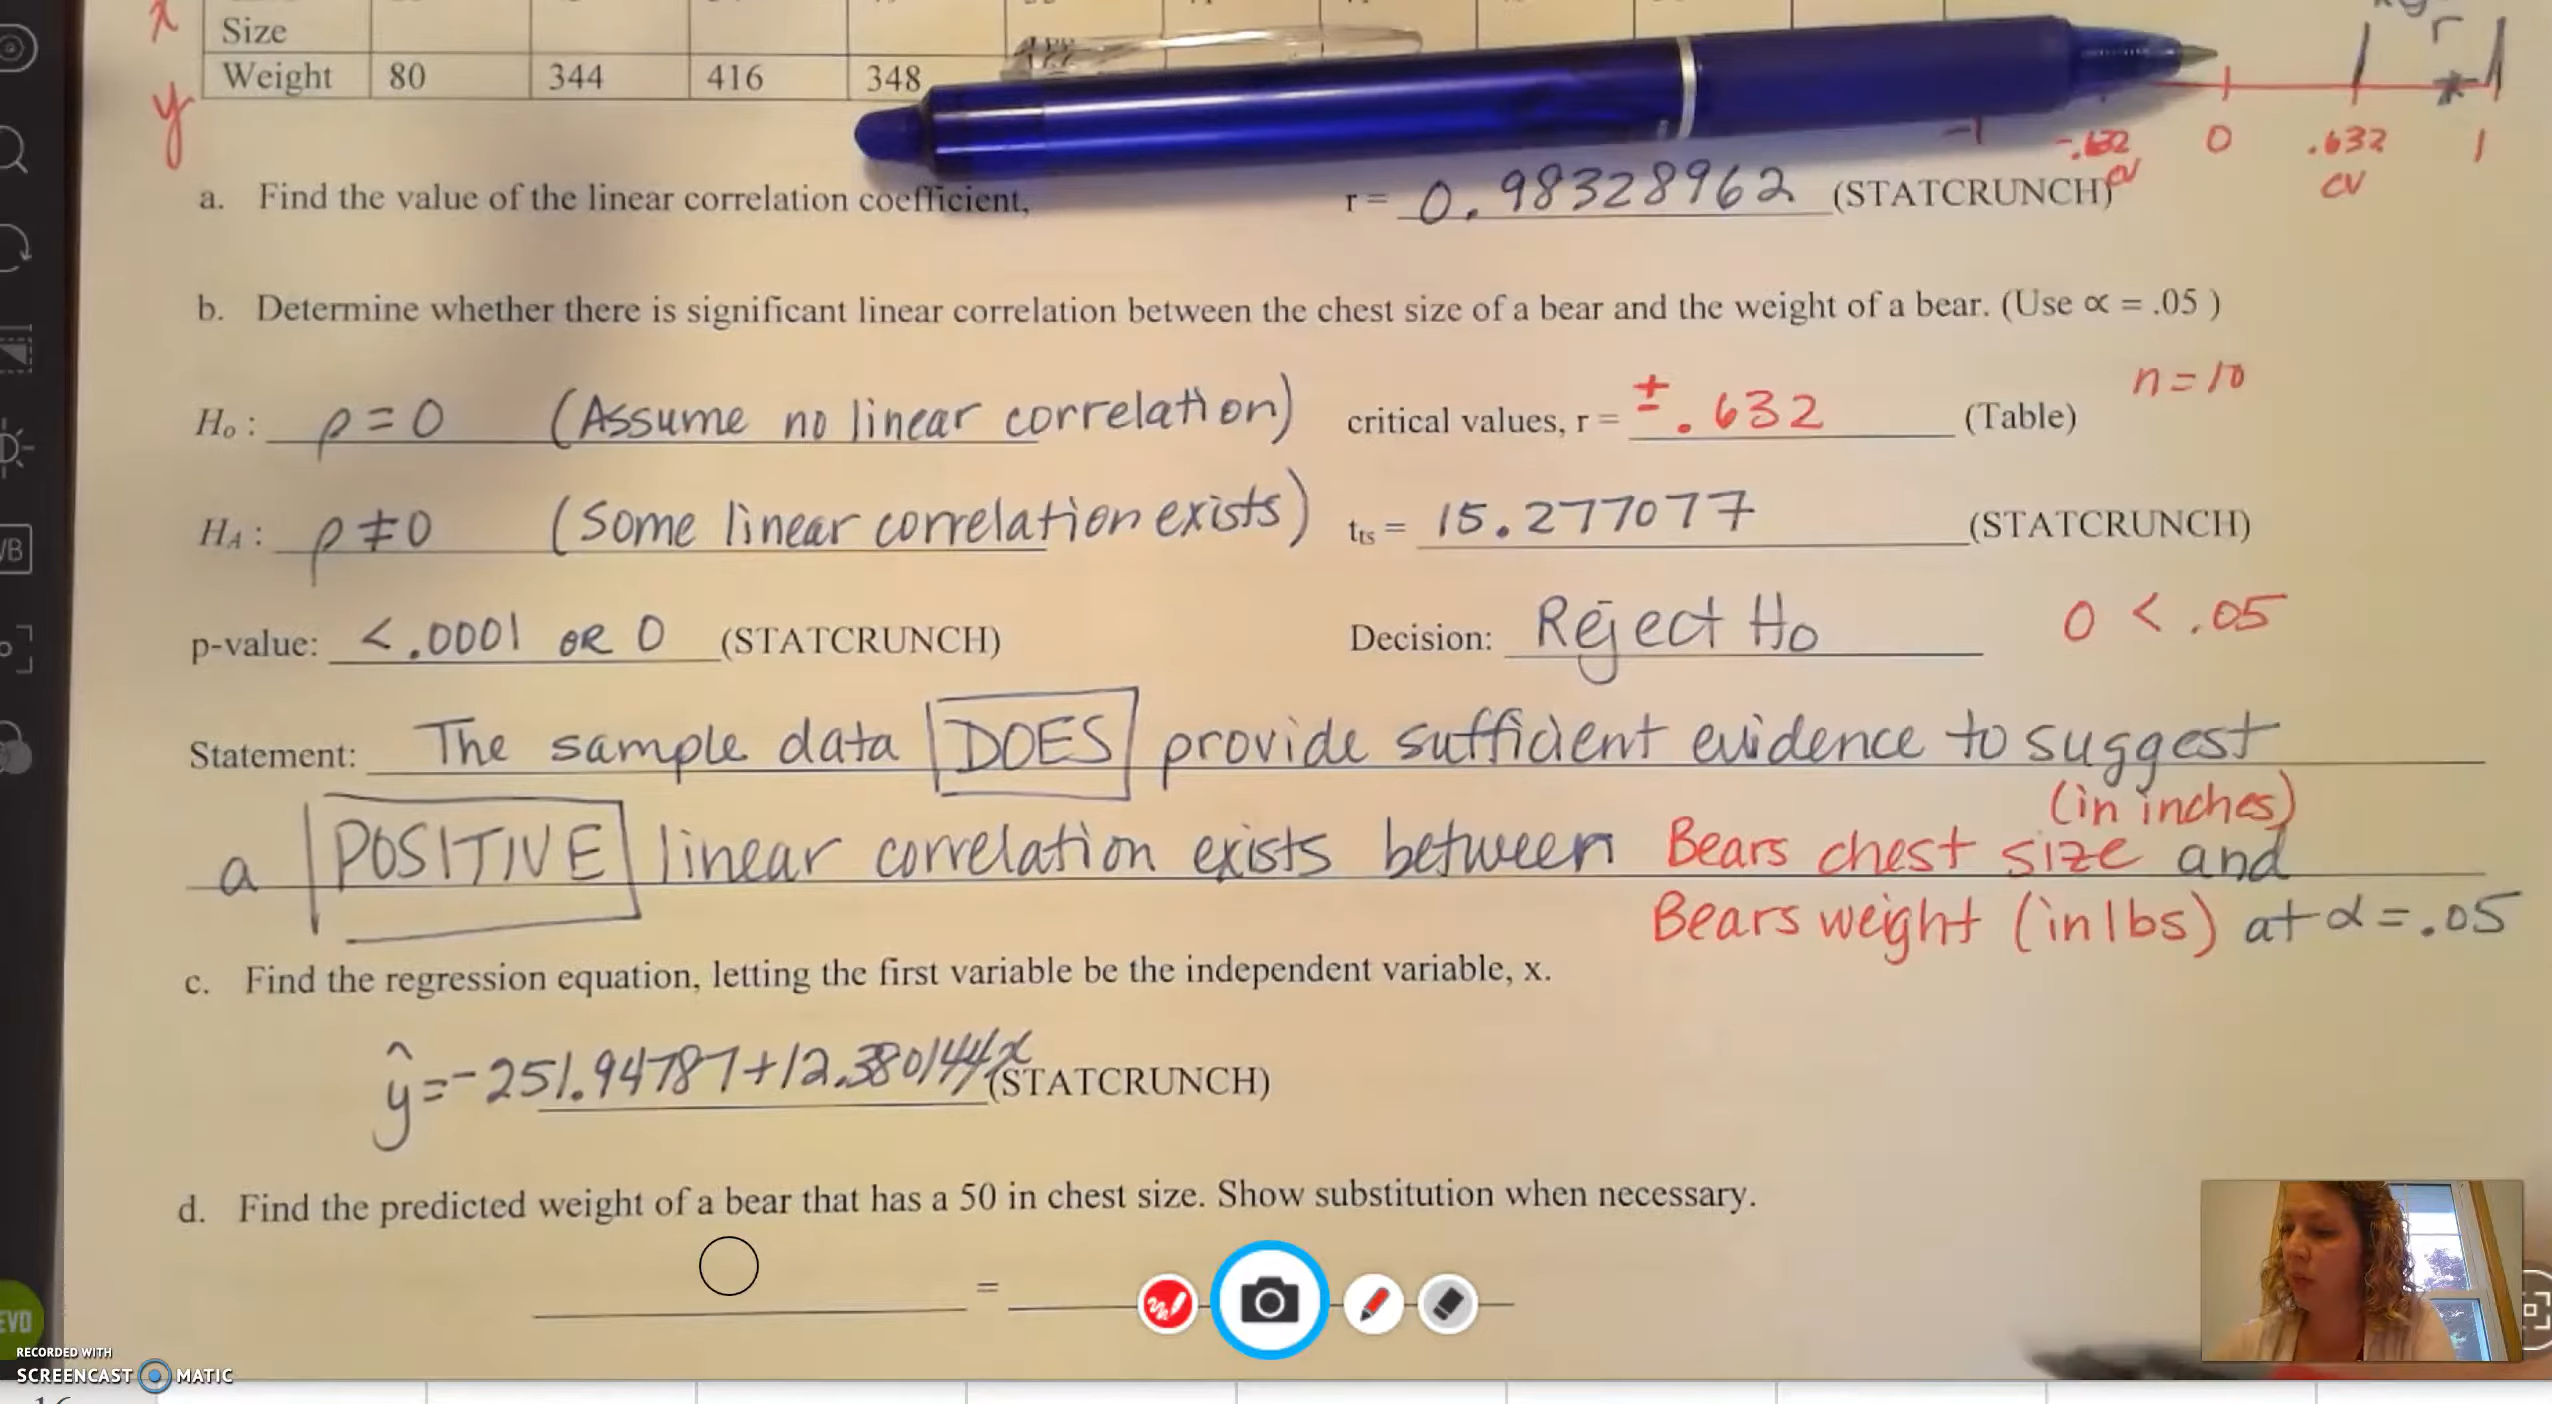 x Size
y Weight 80 344 416 348
r
-1 -.632 0 .632 1
CV CV
a. Find the value of the linear correlation coefficient, r = 0.98328962 (STATCRUNCH)
b. Determine whether there is significant linear correlation between the chest size of a bear and the weight of a bear. (Use ∝ = .05 )
n=10
Ho : ρ=0 (Assume no linear correlation) critical values, r = ±.632 (Table)
HA : ρ≠0 (Some linear correlation exists) tts = 15.277077 (STATCRUNCH)
p-value: <.0001 OR 0 (STATCRUNCH) Decision: Reject Ho 0 < .05
Statement: The sample data DOES provide sufficient evidence to suggest
(in inches)
a POSITIVE linear correlation exists between Bears chest size and
Bears weight (in lbs) at α=.05
c. Find the regression equation, letting the first variable be the independent variable, x.
ŷ=-251.94787+12.380144x (STATCRUNCH)
d. Find the predicted weight of a bear that has a 50 in chest size. Show substitution when necessary.
=
EVO
RECORDED WITH
SCREENCAST MATIC